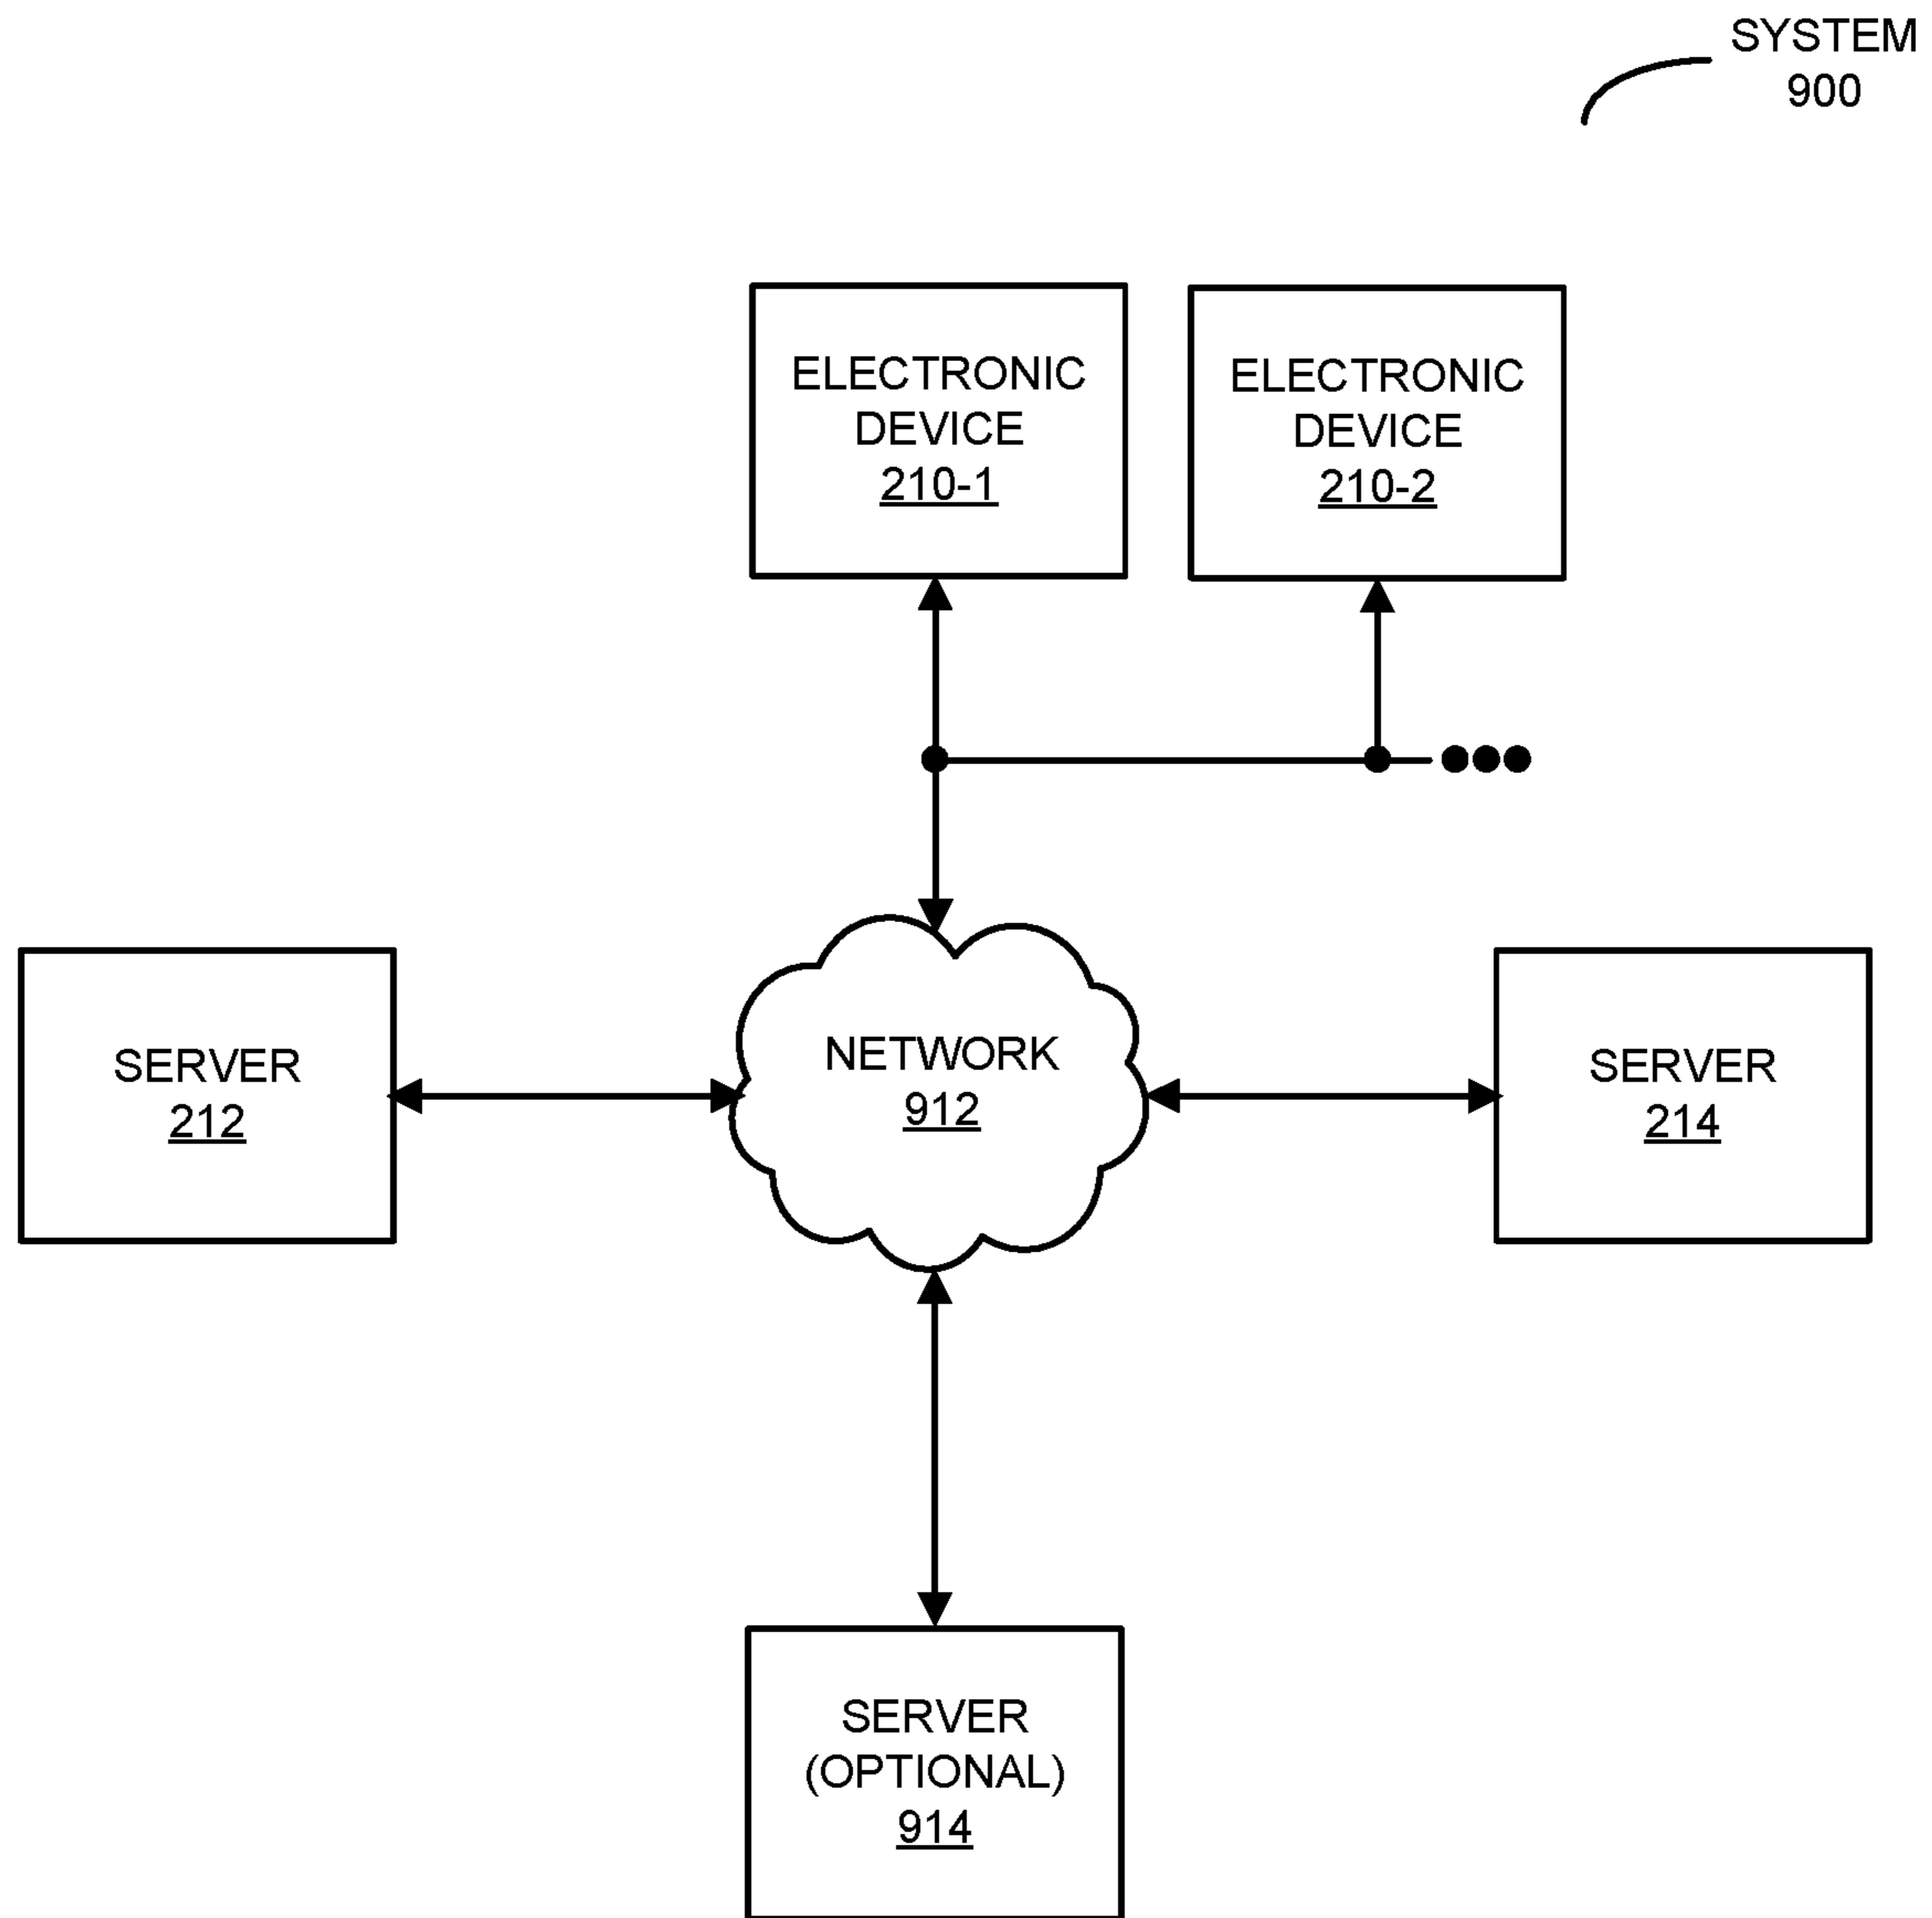 SYSTEM
900
ELECTRONIC
DEVICE
210-1
ELECTRONIC
DEVICE
210-2
SERVER
212
NETWORK
912
SERVER
214
SERVER
(OPTIONAL)
914